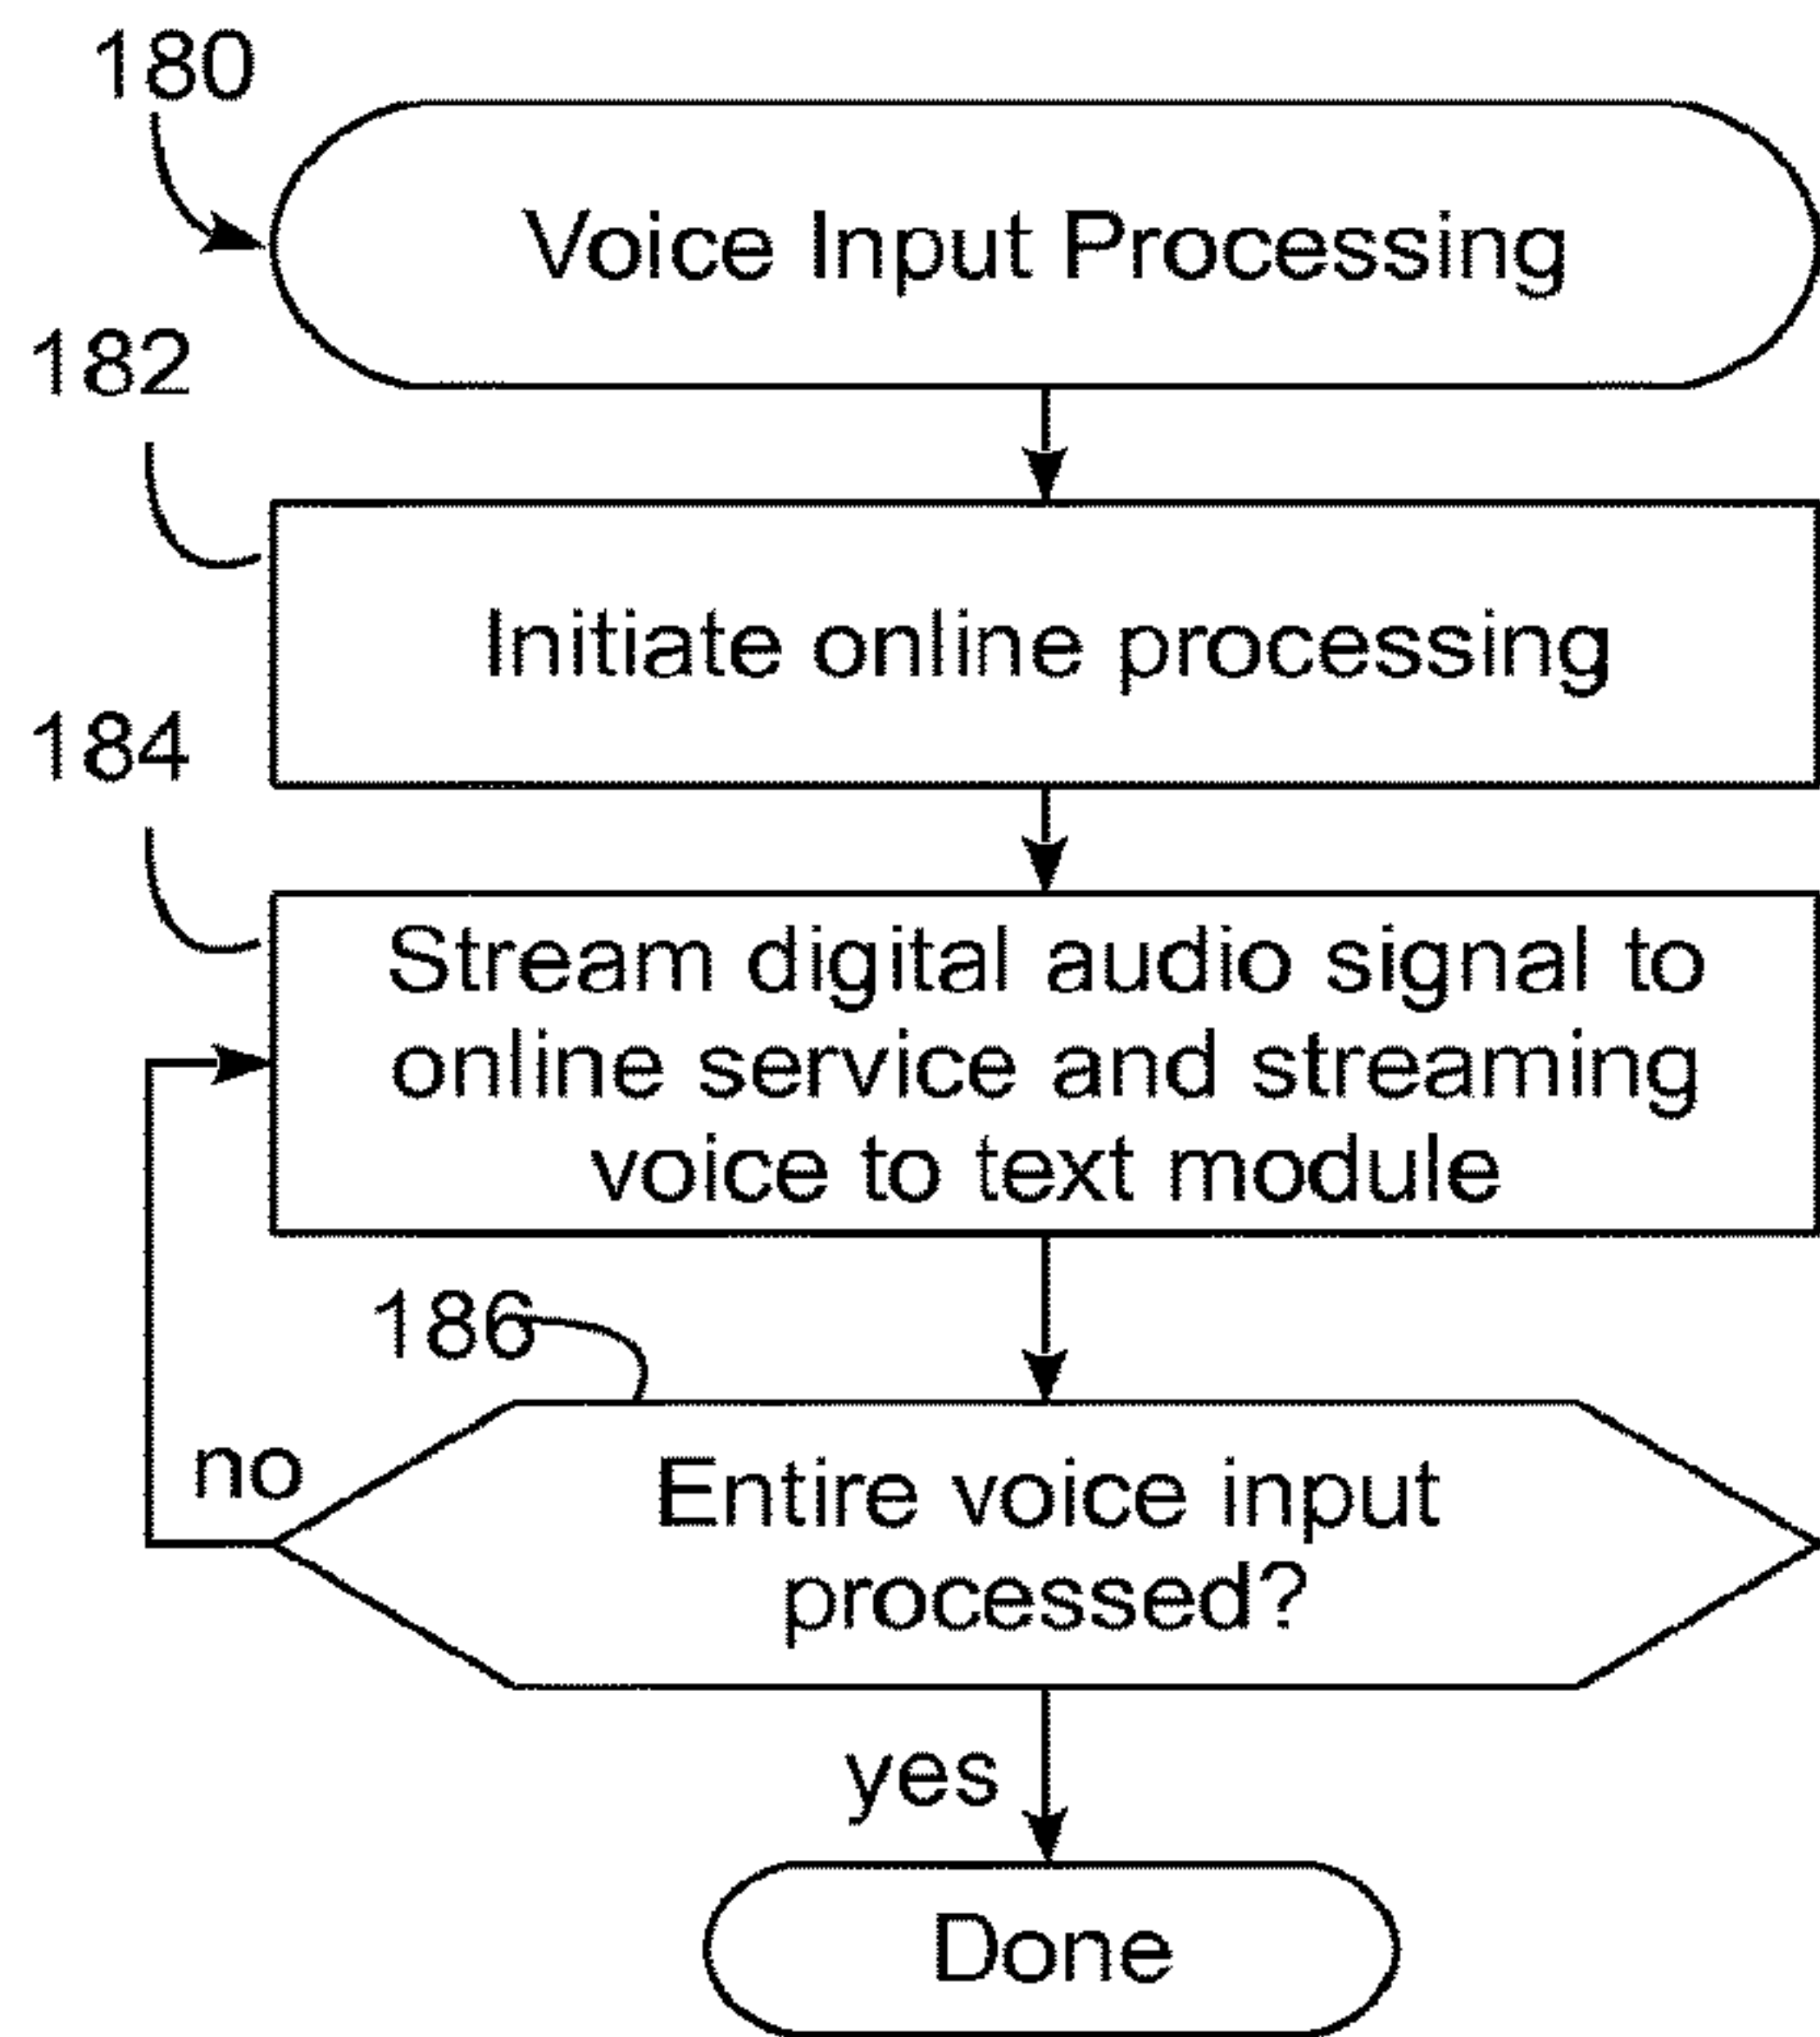 180
Voice Input Processing
182
Initiate online processing
184
Stream digital audio signal to
online service and streaming
voice to text module
186
no
Entire voice input
processed?
yes
Done